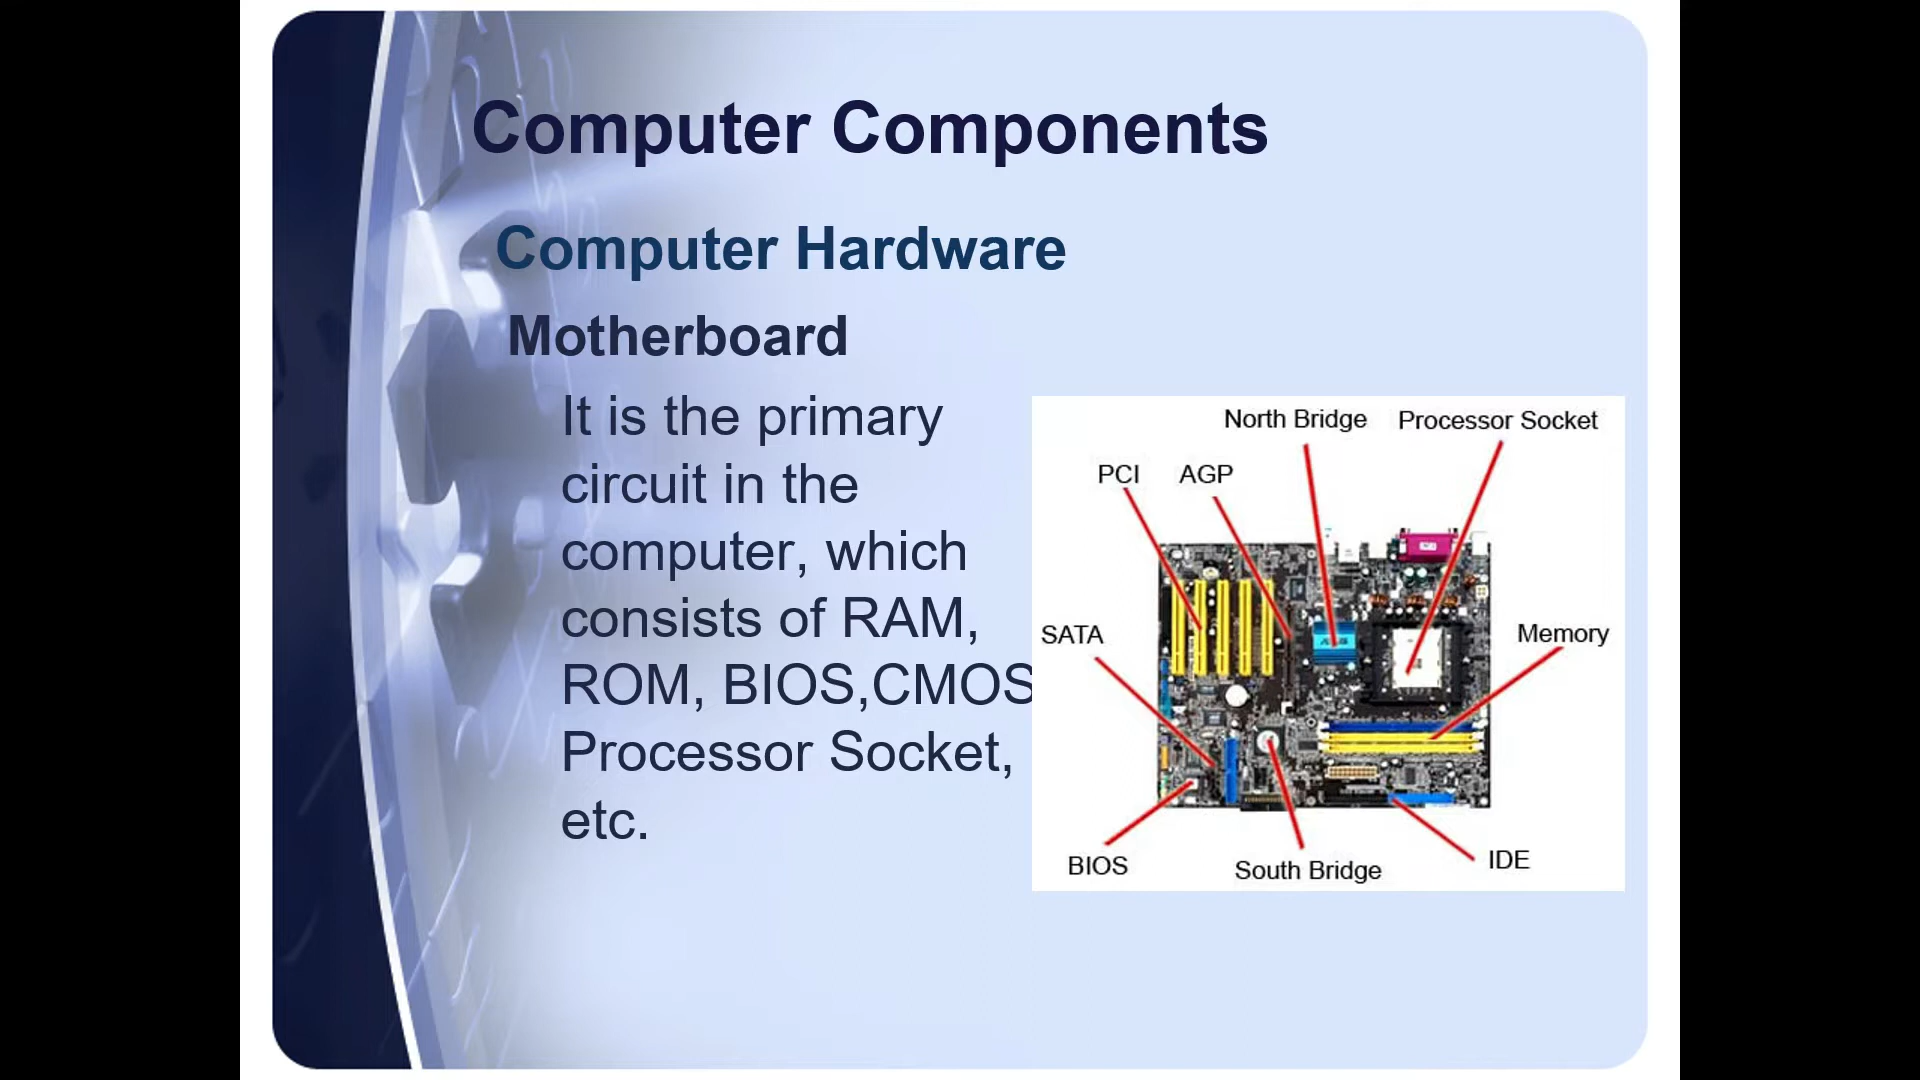 Computer Components
Computer Hardware
Motherboard
It is the primary
circuit in the
computer, which
consists of RAM,
ROM, BIOS,CMOS
Processor Socket,
etc.
North Bridge
Processor Socket
PCI
AGP
SATA
Memory
BIOS
South Bridge
IDE